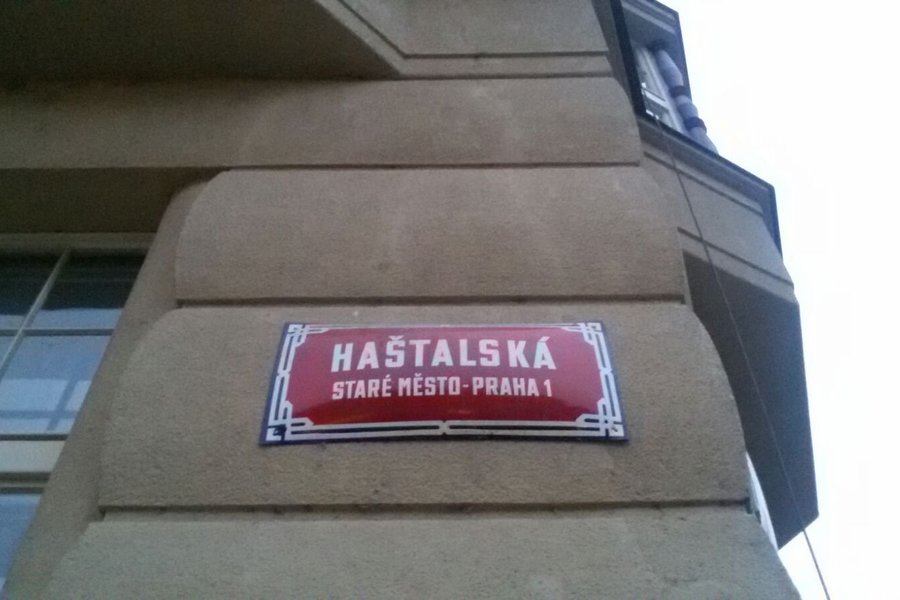 HAŠTALSKÁ
STARÉ MĚSTO-PRAHA 1